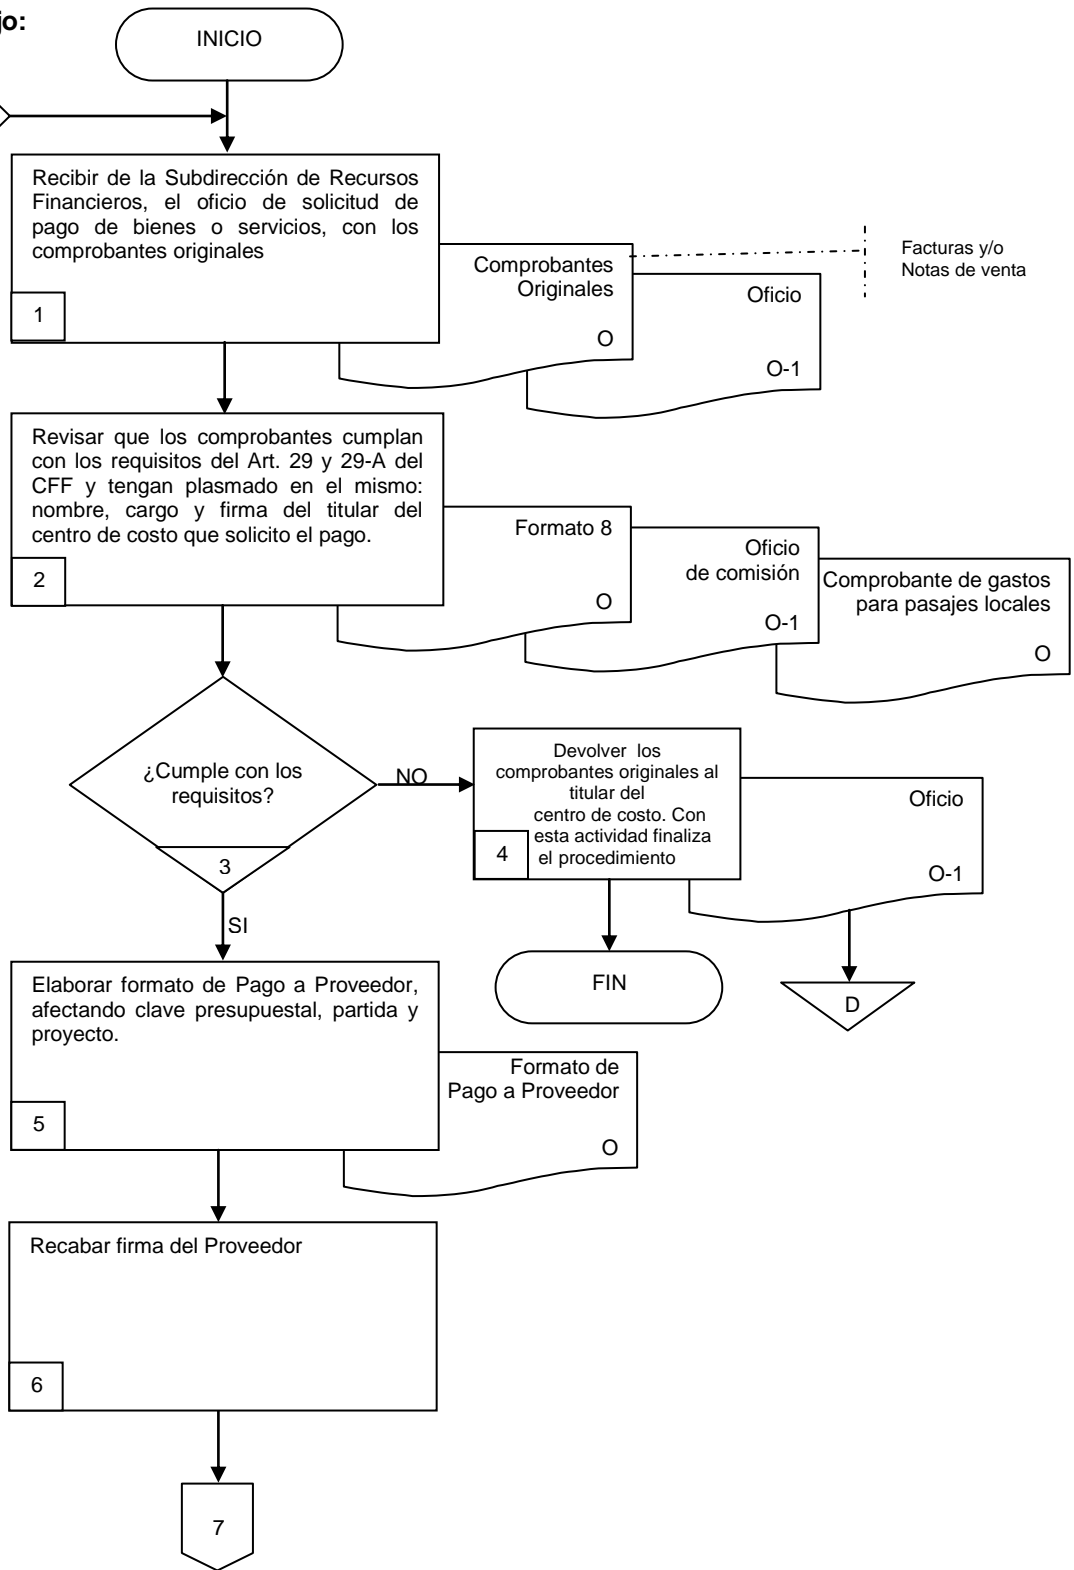 jo:
INICIO
Recibir de la Subdirección de Recursos
Financieros, el oficio de solicitud de
pago de bienes o servicios, con los
comprobantes originales
1
Comprobantes
Originales
O
Oficio
O-1
Facturas y/o
Notas de venta
Revisar que los comprobantes cumplan
con los requisitos del Art. 29 y 29-A del
CFF y tengan plasmado en el mismo:
nombre, cargo y firma del titular del
centro de costo que solicito el pago.
2
Formato 8
O
Oficio
de comisión
O-1
Comprobante de gastos
para pasajes locales
O
¿Cumple con los
requisitos?
3
NO
SI
Devolver los
comprobantes originales al
titular del
centro de costo. Con
esta actividad finaliza
el procedimiento
4
Oficio
O-1
FIN
D
Elaborar formato de Pago a Proveedor,
afectando clave presupuestal, partida y
proyecto.
5
Formato de
Pago a Proveedor
O
Recabar firma del Proveedor
6
7